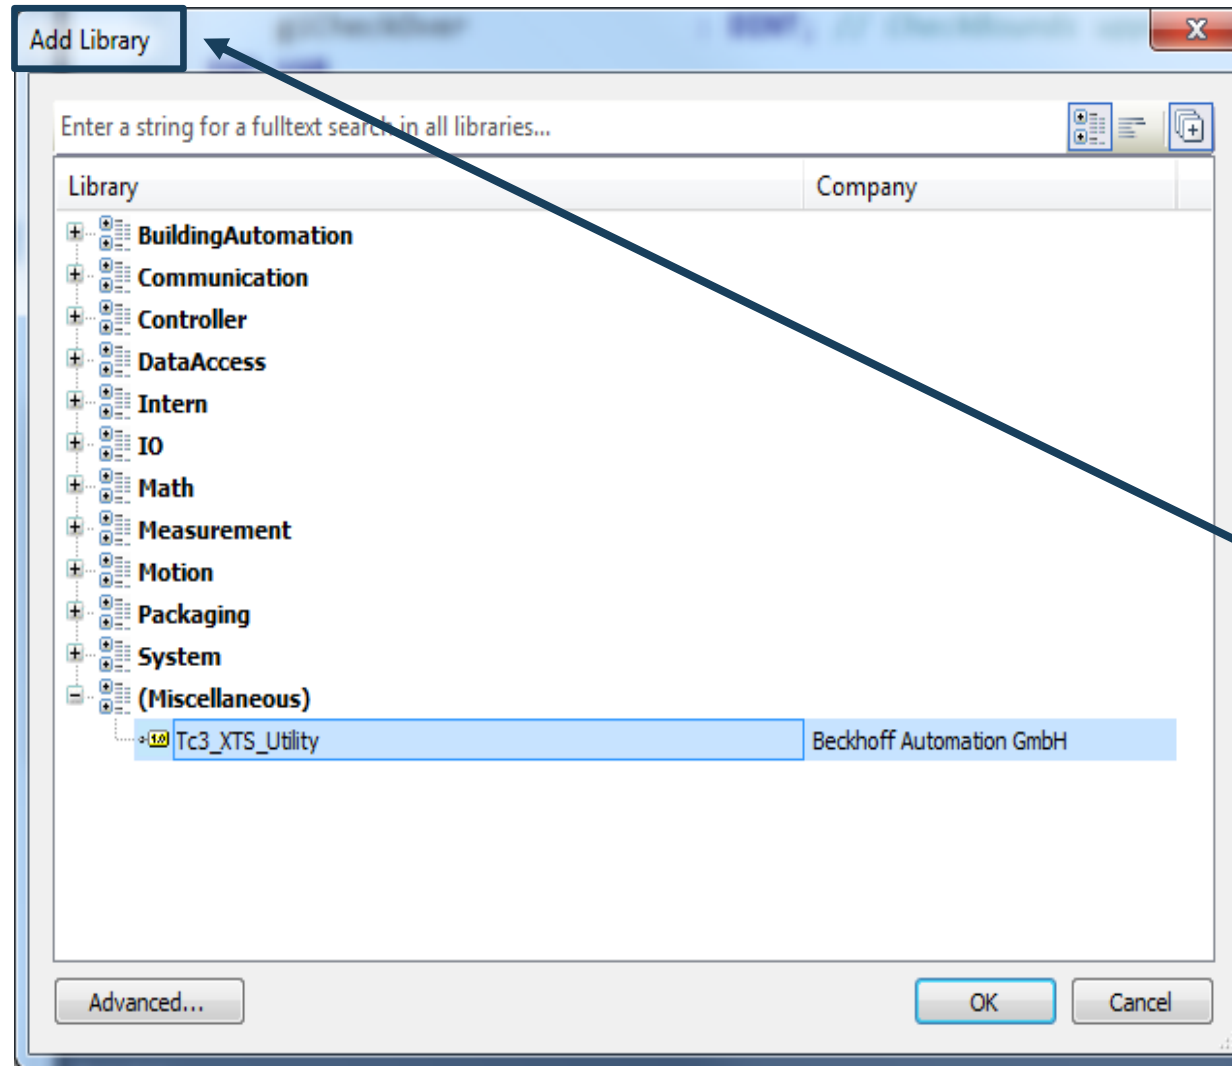 Add Library
Enter a string for a fulltext search in all libraries...
Library Company
BuildingAutomation
Communication
Controller
DataAccess
Intern
IO
Math
Measurement
Motion
Packaging
System
(Miscellaneous)
Tc3_XTS_Utility Beckhoff Automation GmbH
Advanced... OK Cancel